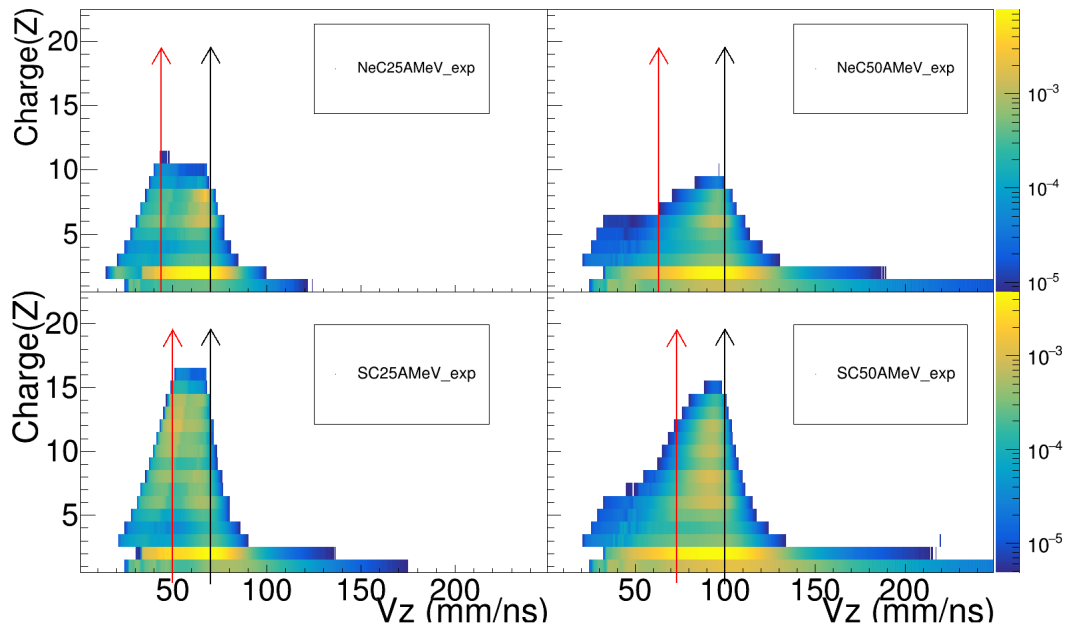 Charge(Z)
20
15
10
5
NeC25AMeV_exp
NeC50AMeV_exp
10−3
10−4
10−5
Charge(Z)
20
15
10
5
SC25AMeV_exp
SC50AMeV_exp
10−3
10−4
10−5
50 100 150 200 50 100 150 200
Vz (mm/ns) Vz (mm/ns)